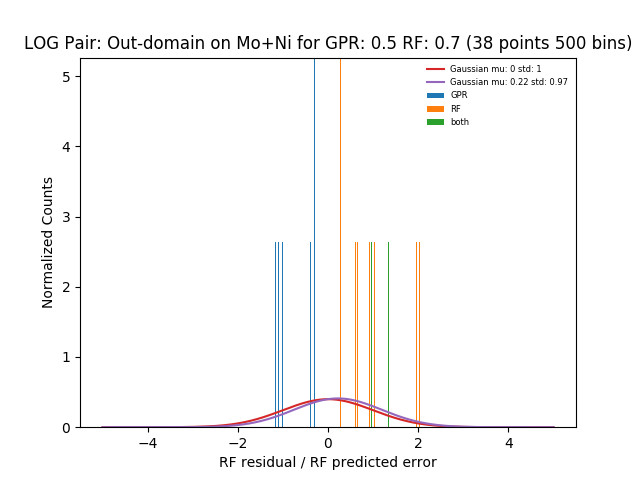 LOG Pair: Out-domain on Mo+Ni for GPR: 0.5 RF: 0.7 (38 points 500 bins)
Gaussian mu: 0 std: 1
Gaussian mu: 0.22 std: 0.97
GPR
RF
both
Normalized Counts
5
4
3
2
1
0
−4 −2 0 2 4
RF residual / RF predicted error